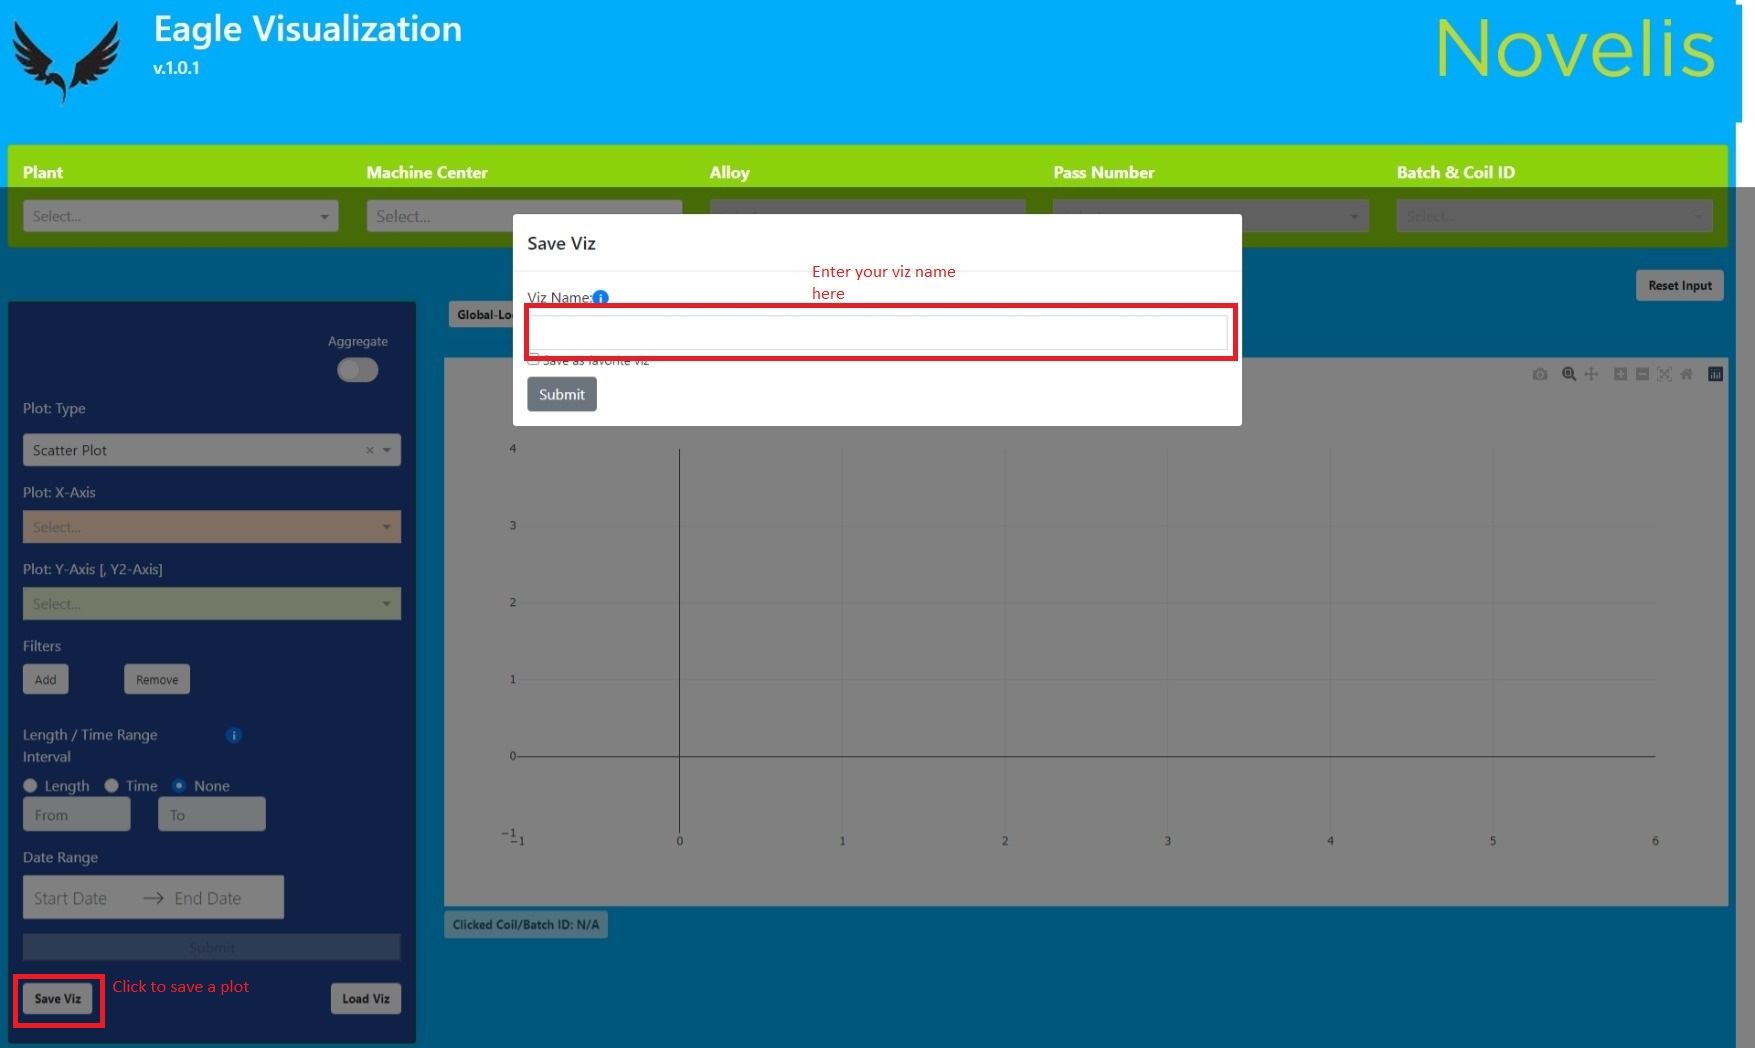 Eagle Visualization
v.1.0.1
Novelis
Plant
Machine Center
Alloy
Pass Number
Batch & Coil ID
Select...
Select...
Select...
Save Viz
Enter your viz name
here
Viz Name:
Save as favorite viz
Submit
Reset Input
Global-Lo
Aggregate
Plot: Type
Scatter Plot
Plot: X-Axis
Select...
Plot: Y-Axis [, Y2-Axis]
Select...
Filters
Add
Remove
Length / Time Range
Interval
Length
Time
None
From
To
Date Range
Start Date
End Date
Submit
Save Viz
Click to save a plot
Load Viz
4
3
2
1
0
−1
−1
0
1
2
3
4
5
6
Clicked Coil/Batch ID: N/A